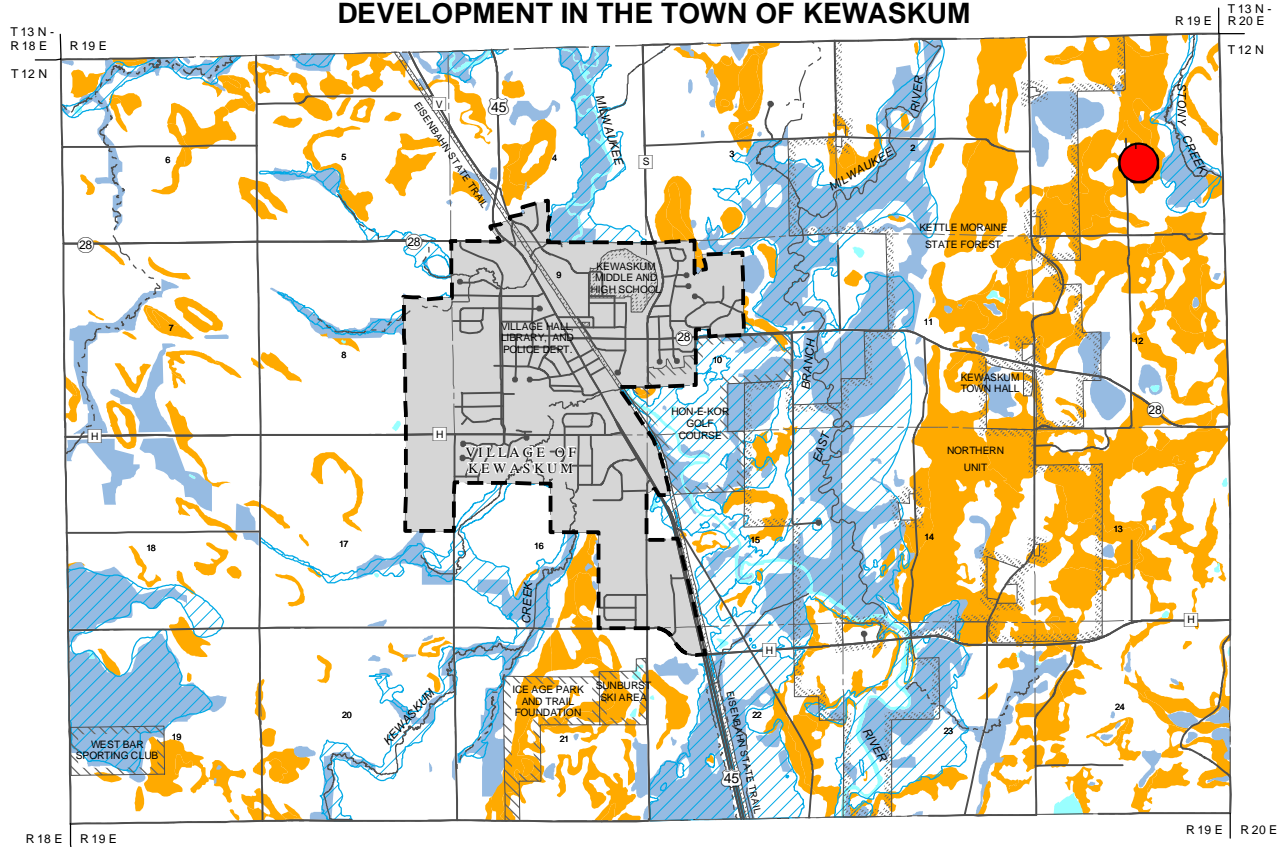 DEVELOPMENT IN THE TOWN OF KEWASKUM
T 13 N -
R 18 E
R 19 E
T 12 N
R 19 E
T 13 N -
R 20 E
T 12 N
V
45
EISENBAHN STATE TRAIL
MILWAUKEE
RIVER
STONY
CREEK
6
5
4
S
3
2
MILWAUKEE
28
28
KETTLE MORAINE
STATE FOREST
9
KEWASKUM
MIDDLE AND
HIGH SCHOOL
7
8
VILLAGE HALL,
LIBRARY, AND
POLICE DEPT.
28
10
11
12
BRANCH
KEWASKUM
TOWN HALL
28
HON-E-KOR
GOLF
COURSE
H
H
EAST
VILLAGE OF
KEWASKUM
NORTHERN
UNIT
18
17
16
15
14
13
CREEK
H
H
ICE AGE PARK
AND TRAIL
FOUNDATION
SUNBURST
SKI AREA
EISENBAHN STATE TRAIL
KEWASKUM
20
19
WEST BAR
SPORTING CLUB
21
22
RIVER
23
24
45
R 18 E
R 19 E
R 19 E
R 20 E